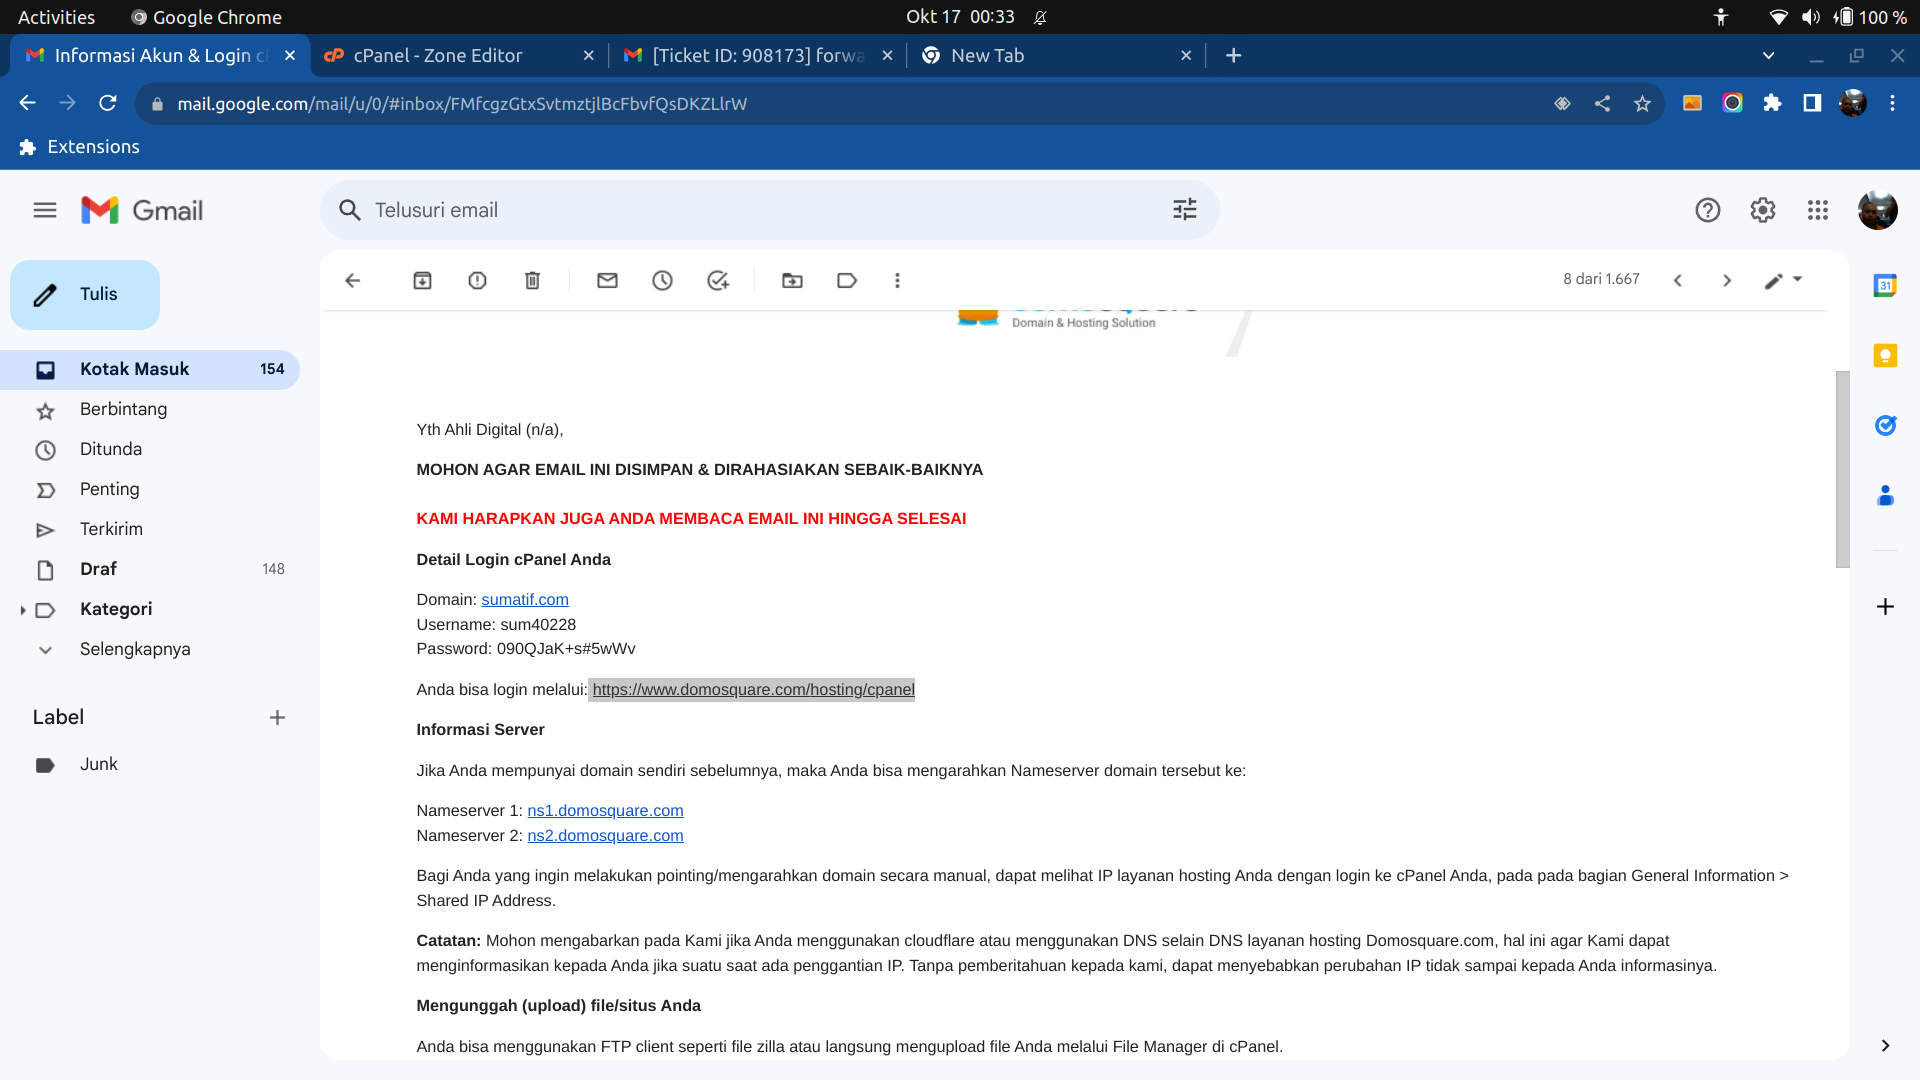 Activities
Google Chrome
Okt 17 00:33
100 %
Informasi Akun & Login c
cPanel - Zone Editor
[Ticket ID: 908173] forwa
New Tab
mail.google.com/mail/u/0/#inbox/FMfcgzGtxSvtmztjlBcFbvfQsDKZLlrW
Extensions
Gmail
Telusuri email
Tulis
8 dari 1.667
31
Kotak Masuk 154
Berbintang
Ditunda
Penting
Terkirim
Draf 148
Kategori
Selengkapnya
Label
Junk
Domain & Hosting Solution
Yth Ahli Digital (n/a),
MOHON AGAR EMAIL INI DISIMPAN & DIRAHASIAKAN SEBAIK-BAIKNYA
KAMI HARAPKAN JUGA ANDA MEMBACA EMAIL INI HINGGA SELESAI
Detail Login cPanel Anda
Domain: sumatif.com
Username: sum40228
Password: 090QJaK+s#5wWv
Anda bisa login melalui: https://www.domosquare.com/hosting/cpanel
Informasi Server
Jika Anda mempunyai domain sendiri sebelumnya, maka Anda bisa mengarahkan Nameserver domain tersebut ke:
Nameserver 1: ns1.domosquare.com
Nameserver 2: ns2.domosquare.com
Bagi Anda yang ingin melakukan pointing/mengarahkan domain secara manual, dapat melihat IP layanan hosting Anda dengan login ke cPanel Anda, pada pada bagian General Information >
Shared IP Address.
Catatan: Mohon mengabarkan pada Kami jika Anda menggunakan cloudflare atau menggunakan DNS selain DNS layanan hosting Domosquare.com, hal ini agar Kami dapat
menginformasikan kepada Anda jika suatu saat ada penggantian IP. Tanpa pemberitahuan kepada kami, dapat menyebabkan perubahan IP tidak sampai kepada Anda informasinya.
Mengunggah (upload) file/situs Anda
Anda bisa menggunakan FTP client seperti file zilla atau langsung mengupload file Anda melalui File Manager di cPanel.